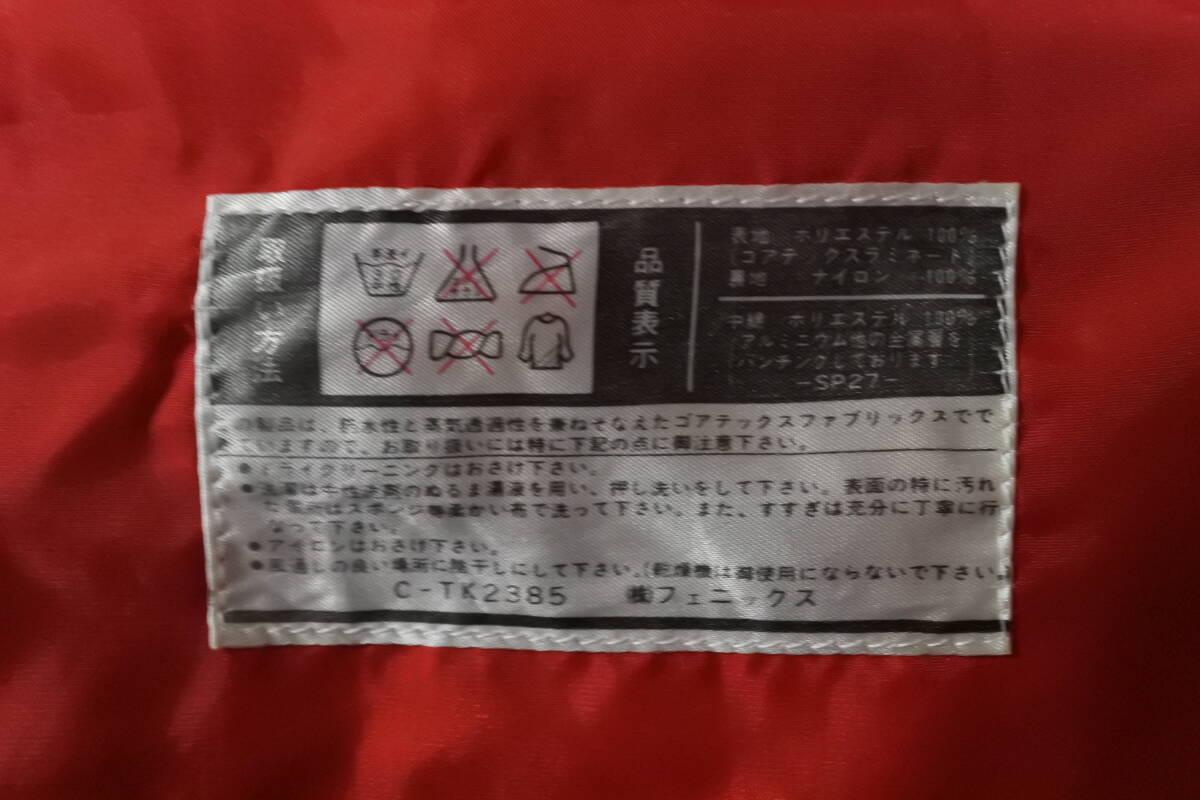 取扱い方法
品質表示
表地 ポリエステル 100%
(ゴアテックスラミネート)
裏地 ナイロン 100%
中綿 ポリエステル 100%
アルミニウム他の金属箔を
パンチングしております
-SP27-
の製品は、防水性と蒸気透過性を兼ねそなえたゴアテックスファブリックスでで
ていますので、お取り扱いには特に下記の点に御注意下さい。
●ドライクリーニングはおさけ下さい。
●洗濯は中性洗剤のぬるま湯液を用い、押し洗いをして下さい。表面の特に汚れ
た はスポンジ等柔かい布で洗って下さい。また、すすぎは充分に丁寧に行
なって下さい。
●アイロンはおさけ下さい。
●風通しの良い場所に陰干しにして下さい。(乾燥機は御使用にならないで下さい。
C-TK2385 ㈱フェニックス